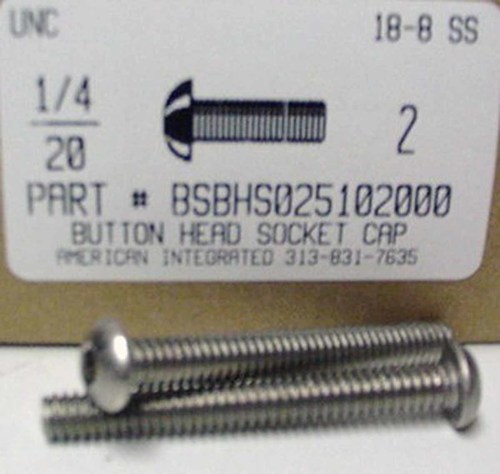 UNC 18-8 SS
1/4
20 2
PART # BSBHS025102000
BUTTON HEAD SOCKET CAP
AMERICAN INTEGRATED 313-831-7635